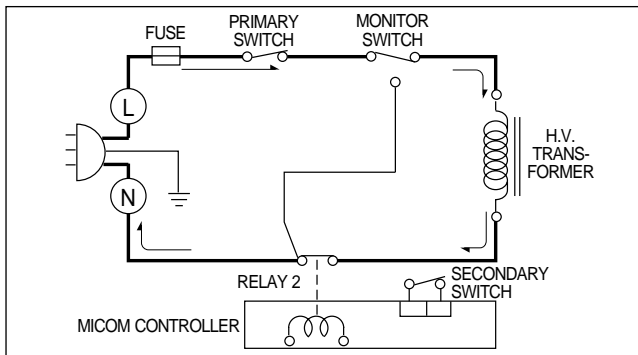 FUSE
PRIMARY
SWITCH
MONITOR
SWITCH
L
N
H.V.
TRANS-
FORMER
RELAY 2
SECONDARY
SWITCH
MICOM CONTROLLER